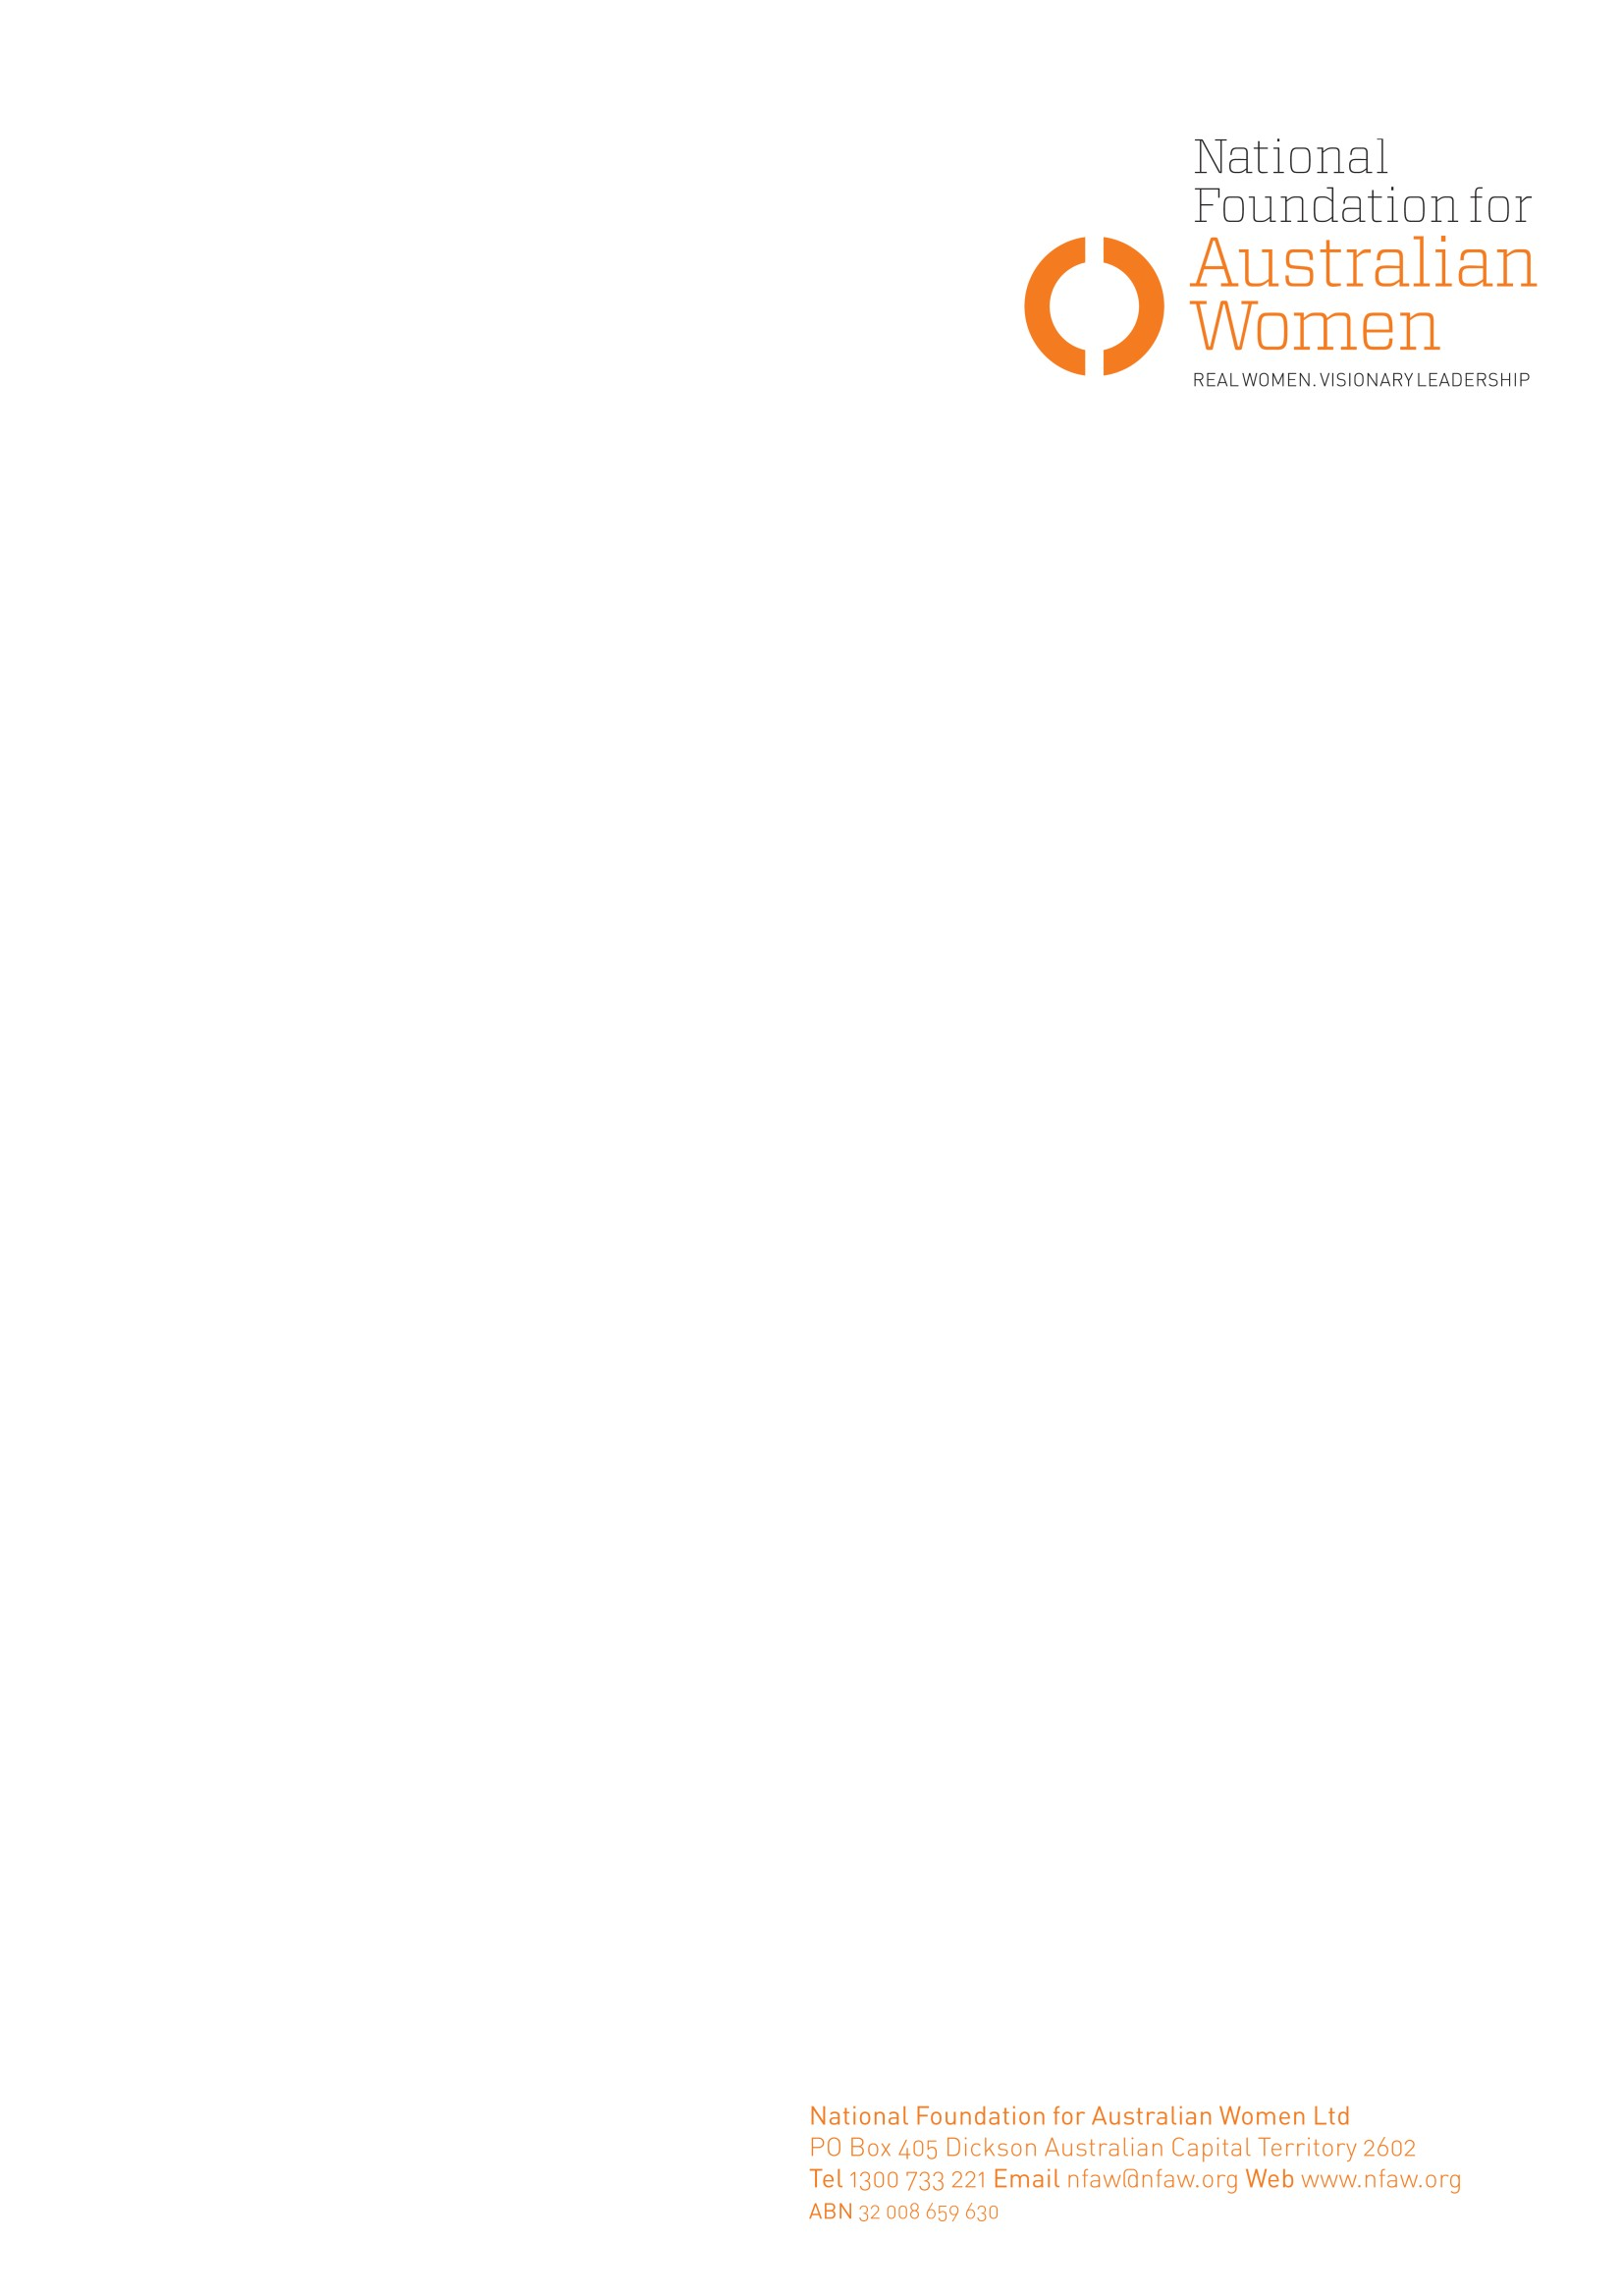 National
Foundation for
Australian
Women
REAL WOMEN. VISIONARY LEADERSHIP
National Foundation for Australian Women Ltd
PO Box 405 Dickson Australian Capital Territory 2602
Tel 1300 733 221 Email nfaw@nfaw.org Web www.nfaw.org
ABN 32 008 659 630